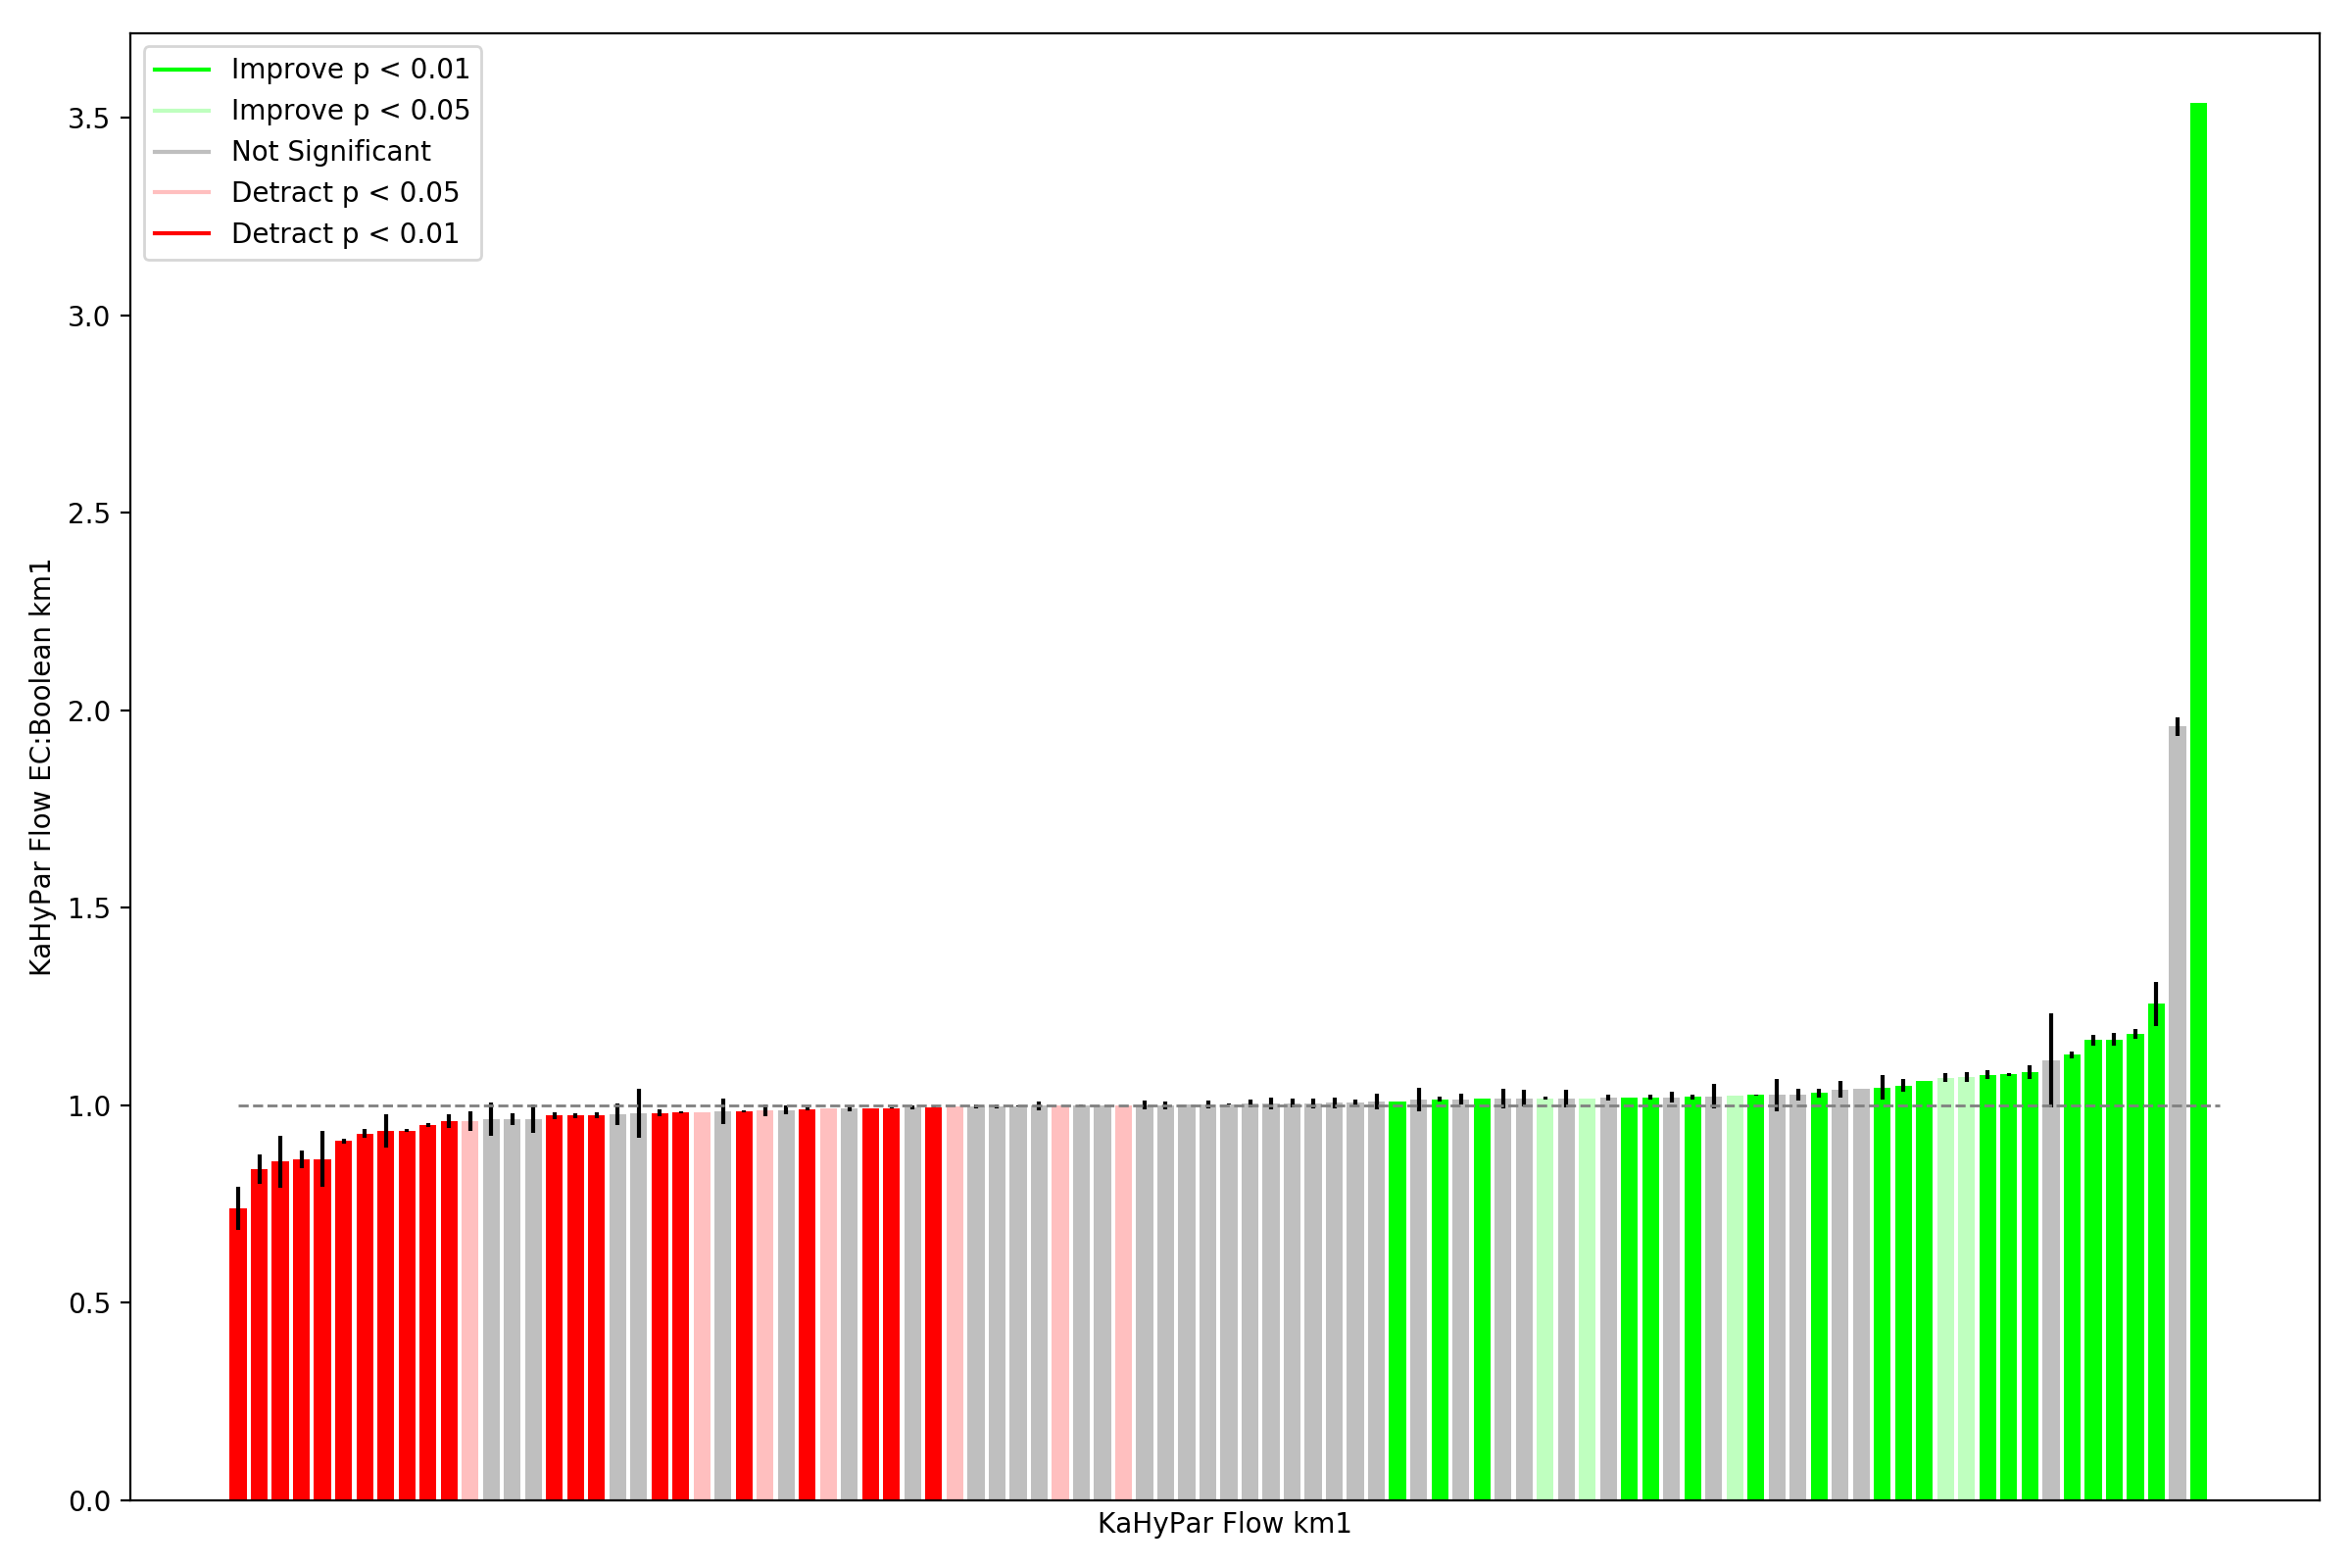 Improve p < 0.01
Improve p < 0.05
Not Significant
Detract p < 0.05
Detract p < 0.01
3.5
3.0
2.5
2.0
1.5
1.0
0.5
0.0
KaHyPar Flow EC:Boolean km1
KaHyPar Flow km1